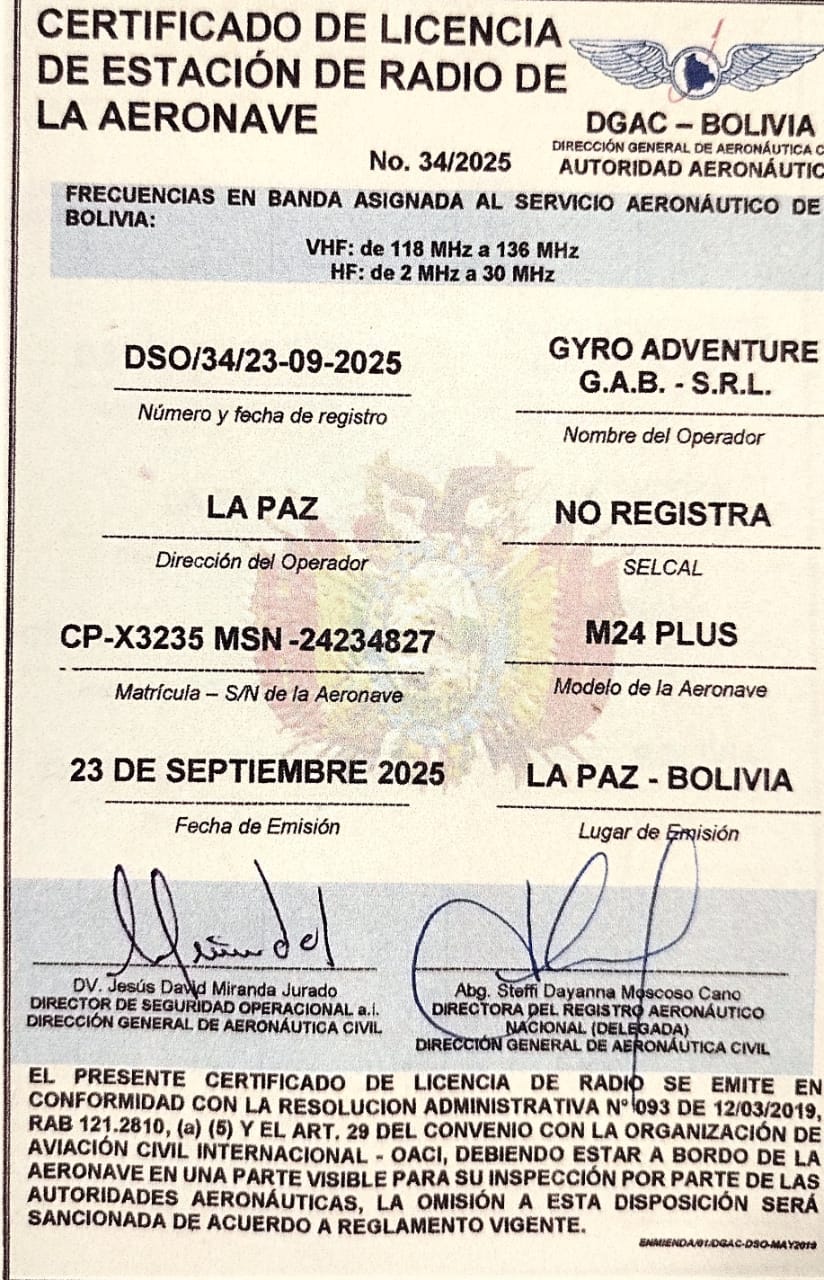 CERTIFICADO DE LICENCIA
DE ESTACIÓN DE RADIO DE
LA AERONAVE
No. 34/2025
DGAC – BOLIVIA
DIRECCIÓN GENERAL DE AERONÁUTICA C
AUTORIDAD AERONÁUTIC
FRECUENCIAS EN BANDA ASIGNADA AL SERVICIO AERONÁUTICO DE
BOLIVIA:
VHF: de 118 MHz a 136 MHz
HF: de 2 MHz a 30 MHz
DSO/34/23-09-2025
Número y fecha de registro
GYRO ADVENTURE
G.A.B. - S.R.L.
Nombre del Operador
LA PAZ
Dirección del Operador
NO REGISTRA
SELCAL
CP-X3235 MSN -24234827
Matrícula – S/N de la Aeronave
M24 PLUS
Modelo de la Aeronave
23 DE SEPTIEMBRE 2025
Fecha de Emisión
LA PAZ - BOLIVIA
Lugar de Emisión
DV. Jesús David Miranda Jurado
DIRECTOR DE SEGURIDAD OPERACIONAL a.i.
DIRECCIÓN GENERAL DE AERONÁUTICA CIVIL
Abg. Steffi Dayanna Moscoso Cano
DIRECTORA DEL REGISTRO AERONÁUTICO
NACIONAL (DELEGADA)
DIRECCIÓN GENERAL DE AERONÁUTICA CIVIL
EL PRESENTE CERTIFICADO DE LICENCIA DE RADIO SE EMITE EN
CONFORMIDAD CON LA RESOLUCION ADMINISTRATIVA N° 093 DE 12/03/2019,
RAB 121.2810, (a) (5) Y EL ART. 29 DEL CONVENIO CON LA ORGANIZACIÓN DE
AVIACIÓN CIVIL INTERNACIONAL - OACI, DEBIENDO ESTAR A BORDO DE LA
AERONAVE EN UNA PARTE VISIBLE PARA SU INSPECCIÓN POR PARTE DE LAS
AUTORIDADES AERONÁUTICAS, LA OMISIÓN A ESTA DISPOSICIÓN SERÁ
SANCIONADA DE ACUERDO A REGLAMENTO VIGENTE.
ENMIENDA/01/DGAC-DSO-MAY2019